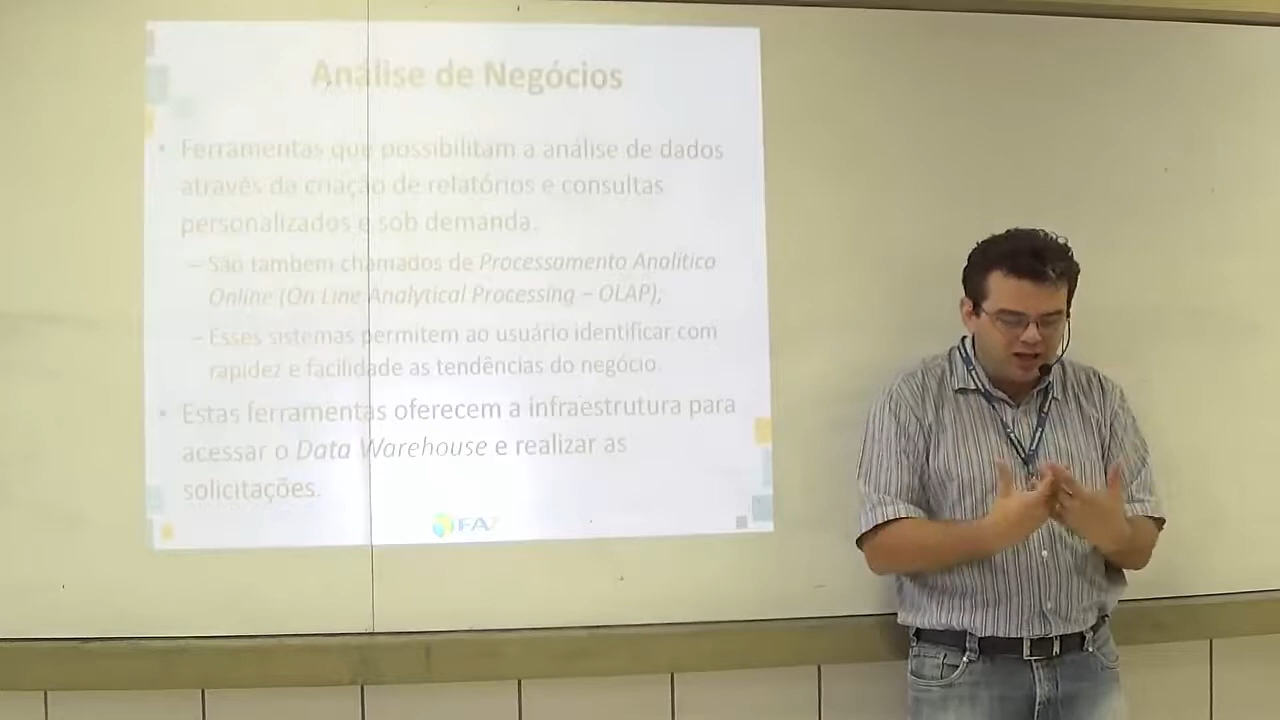 Análise de Negócios
• Ferramentas que possibilitam a análise de dados
através da criação de relatórios e consultas
personalizados e sob demanda.
– São tambem chamados de Processamento Analítico
Online (On Line Analytical Processing – OLAP);
– Esses sistemas permitem ao usuário identificar com
rapidez e facilidade as tendências do negócio.
• Estas ferramentas oferecem a infraestrutura para
acessar o Data Warehouse e realizar as
solicitações.
FA7